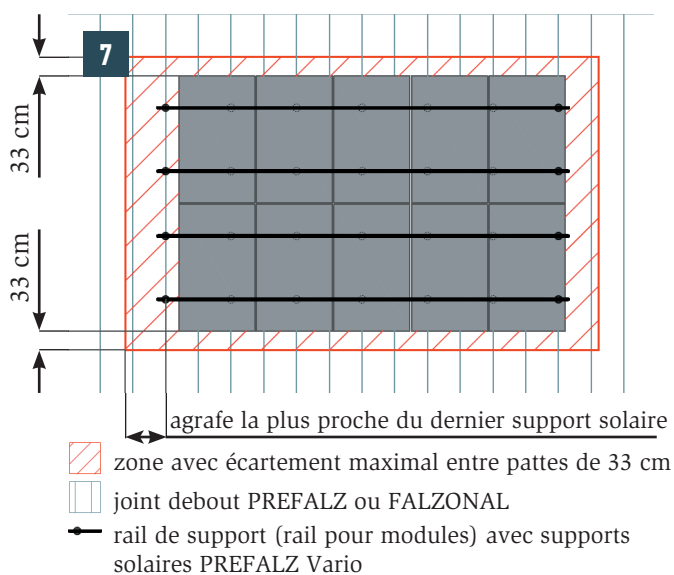 7
33 cm
33 cm
agrafe la plus proche du dernier support solaire
zone avec écartement maximal entre pattes de 33 cm
joint debout PREFALZ ou FALZONAL
rail de support (rail pour modules) avec supports
solaires PREFALZ Vario